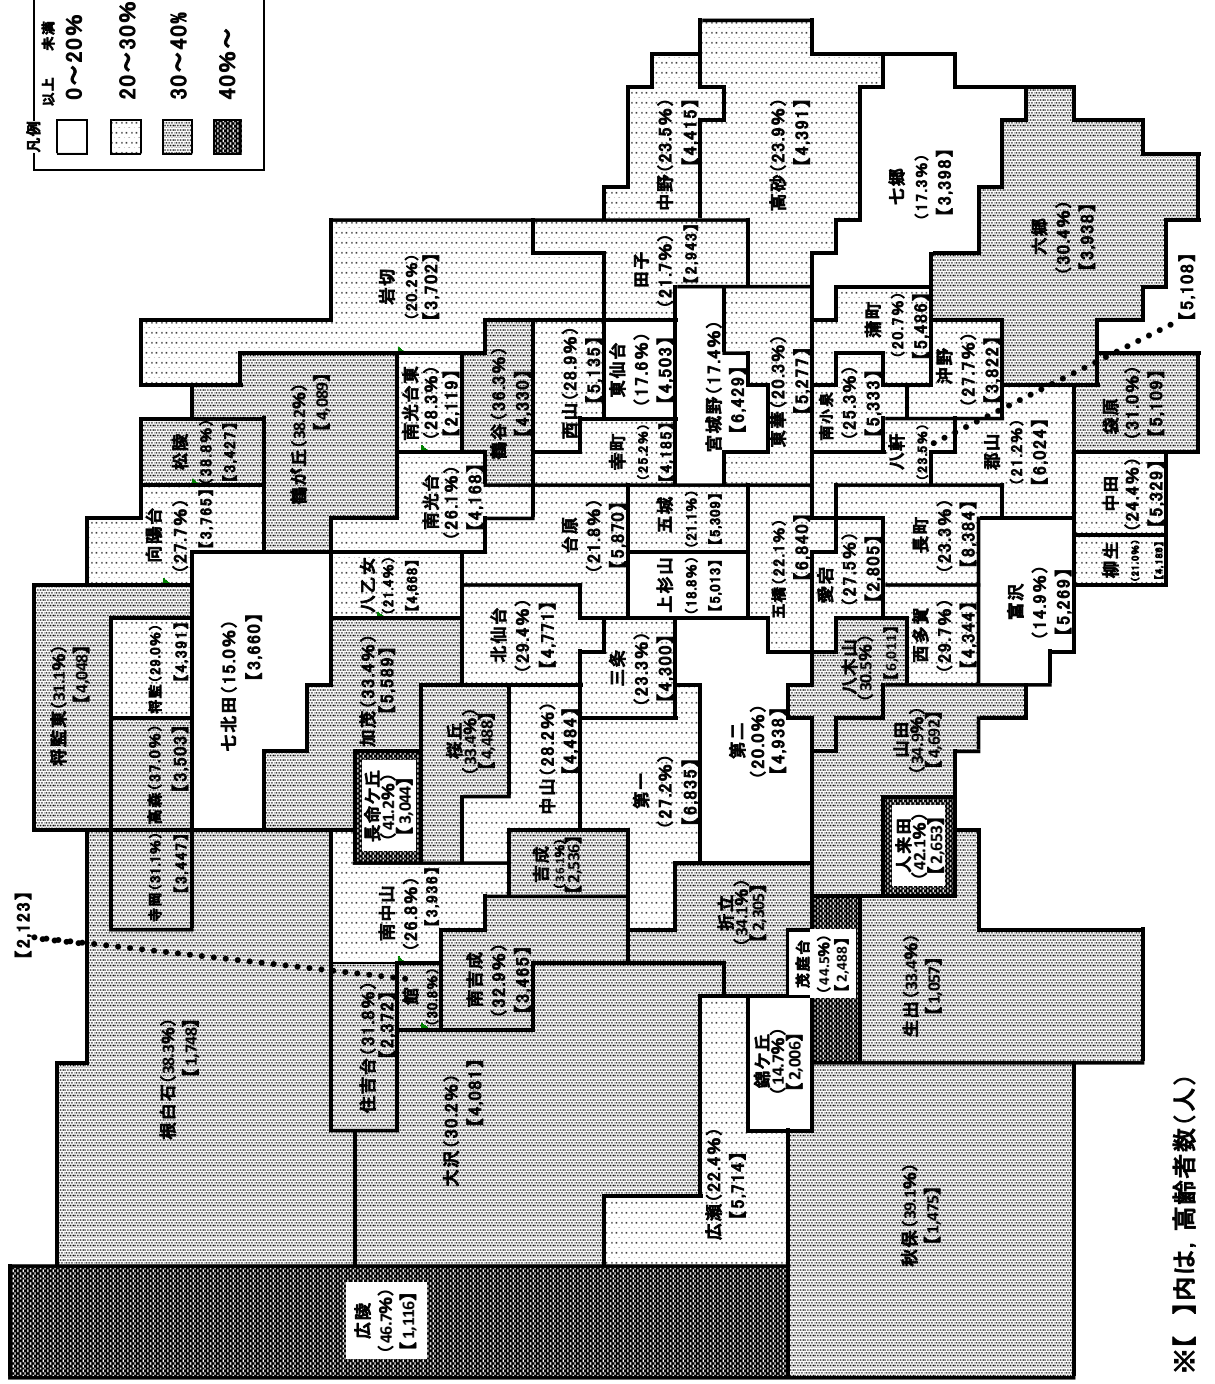 凡例
以上 未満
0～20%
20～30%
30～40%
40%～
【2,123】
広陵
(46.7%)
【1,116】
根白石(38.3%)
【1,748】
将監東(31.1%)
【4,048】
寺岡(31.1%)
【3,447】
高森(37.0%)
【3,503】
将監(29.0%)
【4,391】
向陽台
(27.7%)
【3,765】
松陵
(38.8%)
【3,427】
七北田(15.0%)
【3,660】
鶴が丘(38.2%)
【4,089】
岩切
(20.2%)
【3,702】
住吉台(31.8%)
【2,372】
館
(30.8%)
南中山
(26.8%)
【3,936】
長命ケ丘
(41.2%)
【3,044】
加茂(33.4%)
【5,589】
八乙女
(21.4%)
【4,668】
南光台
(26.1%)
【4,168】
南光台東
(28.3%)
【2,119】
大沢(30.2%)
【4,081】
南吉成
(32.9%)
【3,465】
桜丘
(33.4%)
【4,488】
鶴谷(36.3%)
【4,330】
吉成
(36.1%)
【2,536】
中山(28.2%)
【4,484】
北仙台
(29.4%)
【4,771】
台原
(21.8%)
【5,870】
西山(28.9%)
【5,135】
幸町
(25.2%)
【4,185】
東仙台
(17.6%)
【4,503】
田子
(21.7%)
【2,943】
中野(23.5%)
【4,415】
第一
(27.2%)
【6,835】
三条
(23.3%)
【4,300】
上杉山
(18.8%)
【5,013】
五城
(21.1%)
【5,309】
宮城野(17.4%)
【6,429】
高砂(23.9%)
【4,391】
広瀬(22.4%)
【5,714】
折立
(34.1%)
【2,305】
第二
(20.0%)
【4,938】
五橋(22.1%)
【6,840】
東華(20.3%)
【5,277】
錦ケ丘
(14.7%)
【2,006】
茂庭台
(44.5%)
【2,488】
八木山
(30.5%)
【6,011】
愛宕
(27.5%)
【2,805】
南小泉
(25.3%)
【5,333】
蒲町
(20.7%)
【5,486】
七郷
(17.3%)
【3,398】
秋保(39.1%)
【1,475】
生出(33.4%)
【1,057】
人来田
(42.1%)
【2,653】
山田
(34.9%)
【4,692】
西多賀
(29.7%)
【4,344】
長町
(23.3%)
【8,384】
八軒
(23.5%)
沖野
(27.7%)
【3,822】
六郷
(30.4%)
【3,938】
富沢
(14.9%)
【5,269】
郡山
(21.2%)
【6,024】
柳生
(21.0%)
中田
(24.4%)
【5,329】
袋原
(31.0%)
【5,109】
【5,108】
※【 】内は，高齢者数(人)